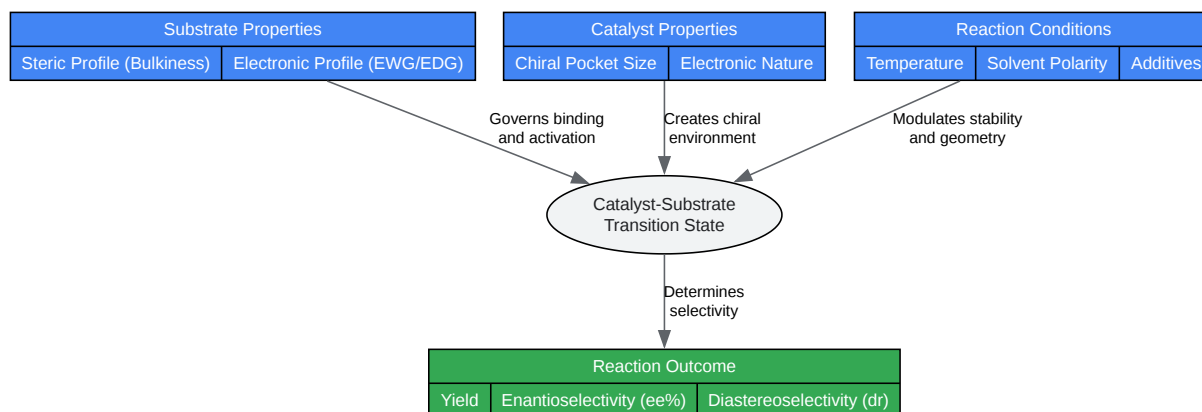 Substrate Properties
Steric Profile (Bulkiness)
Electronic Profile (EWG/EDG)
Catalyst Properties
Chiral Pocket Size
Electronic Nature
Reaction Conditions
Temperature
Solvent Polarity
Additives
Governs binding
and activation
Creates chiral
environment
Modulates stability
and geometry
Catalyst-Substrate
Transition State
Determines
selectivity
Reaction Outcome
Yield
Enantioselectivity (ee%)
Diastereoselectivity (dr)